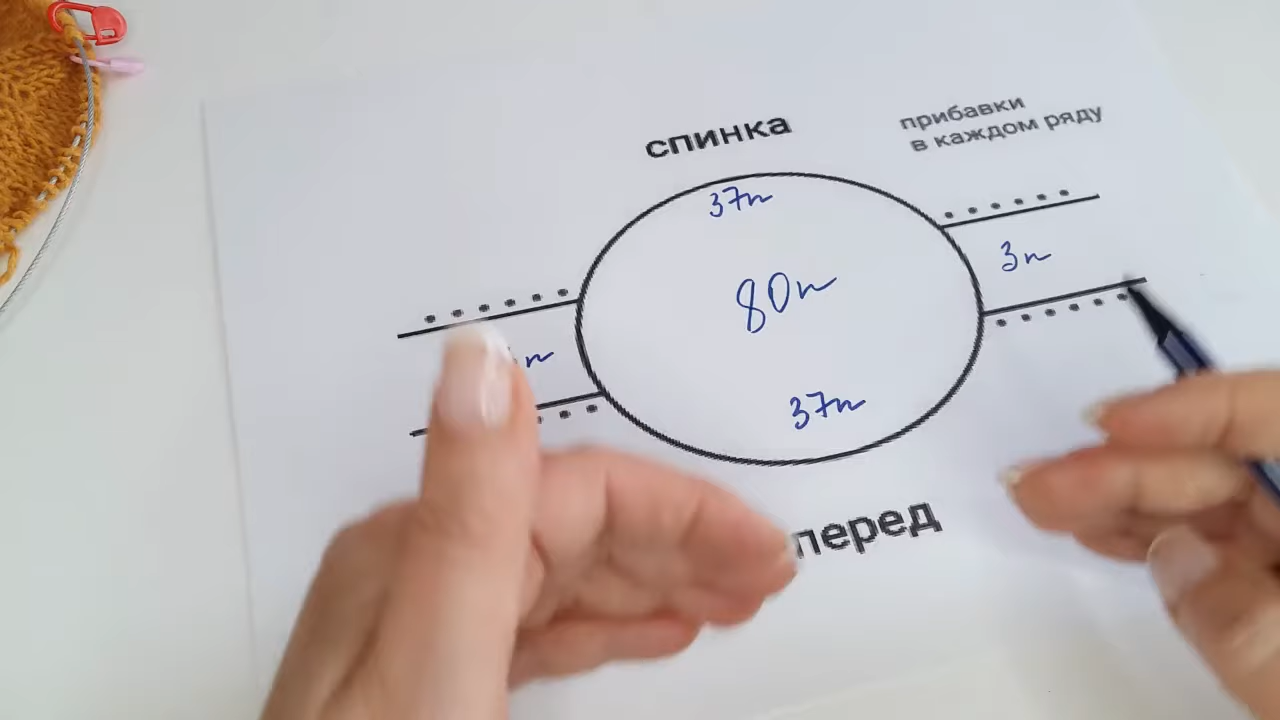 спинка
прибавки
в каждом ряду
37п
3п
80п
п
37п
перед